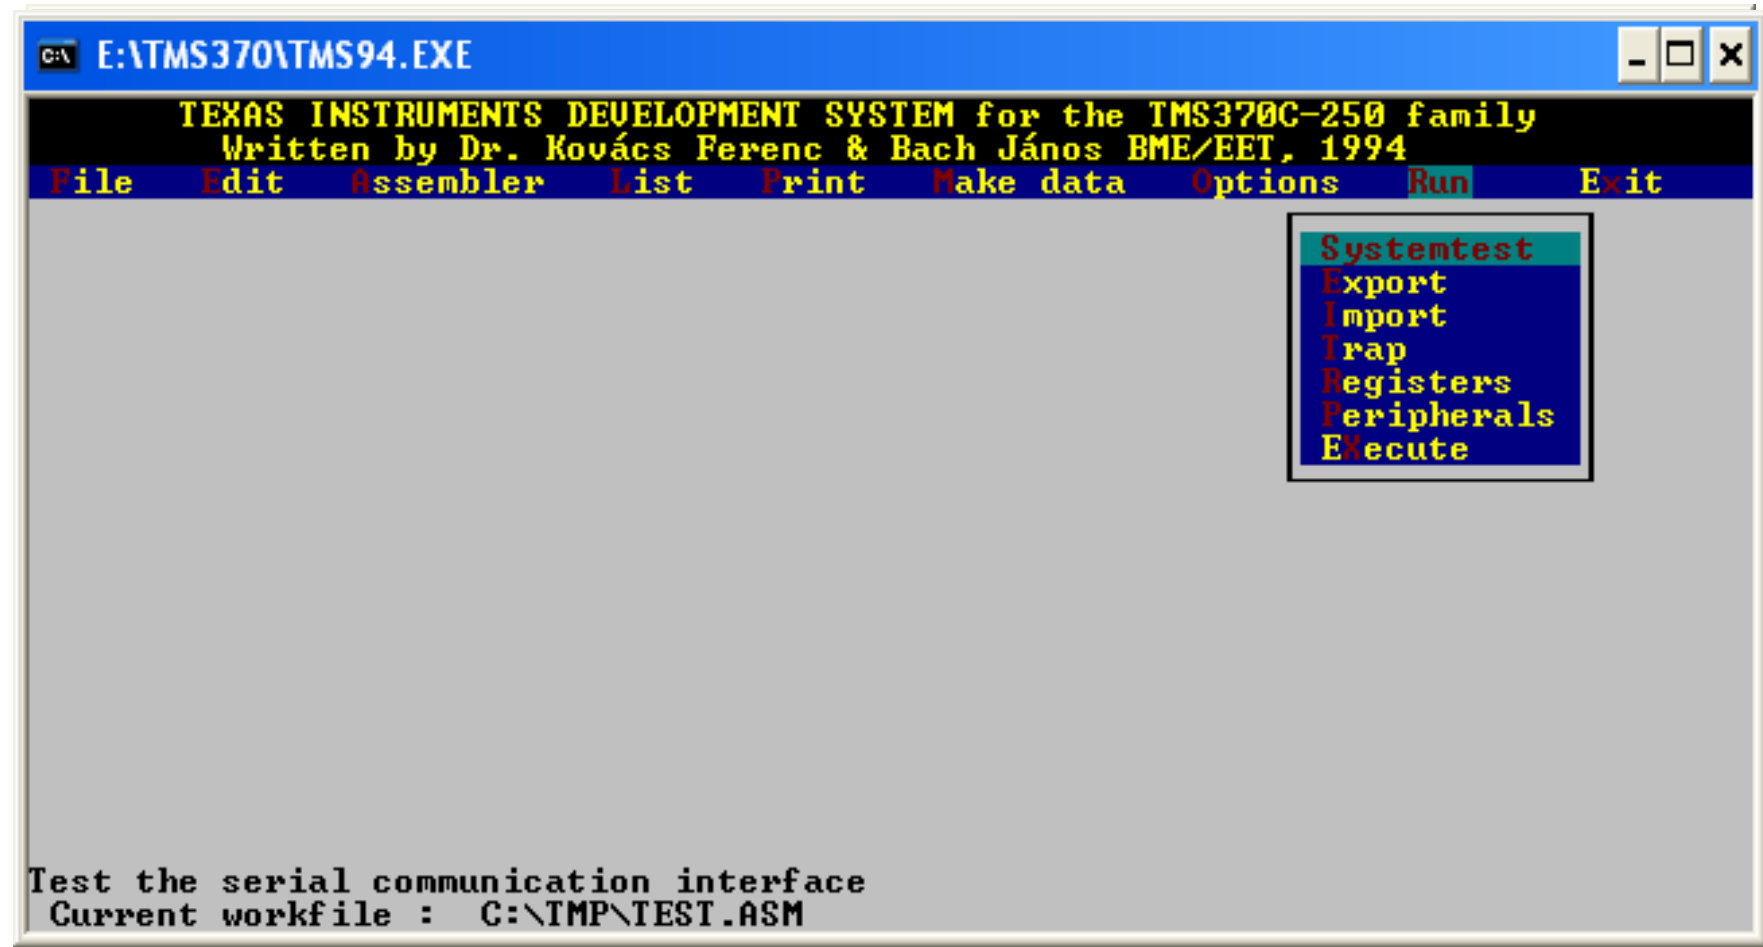 E:\TMS370\TMS94.EXE
TEXAS INSTRUMENTS DEVELOPMENT SYSTEM for the TMS370C-250 family
Written by Dr. Kovács Ferenc & Bach János BME/EET, 1994
File Edit Assembler List Print Make data Options Run Exit
Systemtest
Export
Import
Trap
Registers
Peripherals
EXecute
Test the serial communication interface
Current workfile : C:\TMP\TEST.ASM